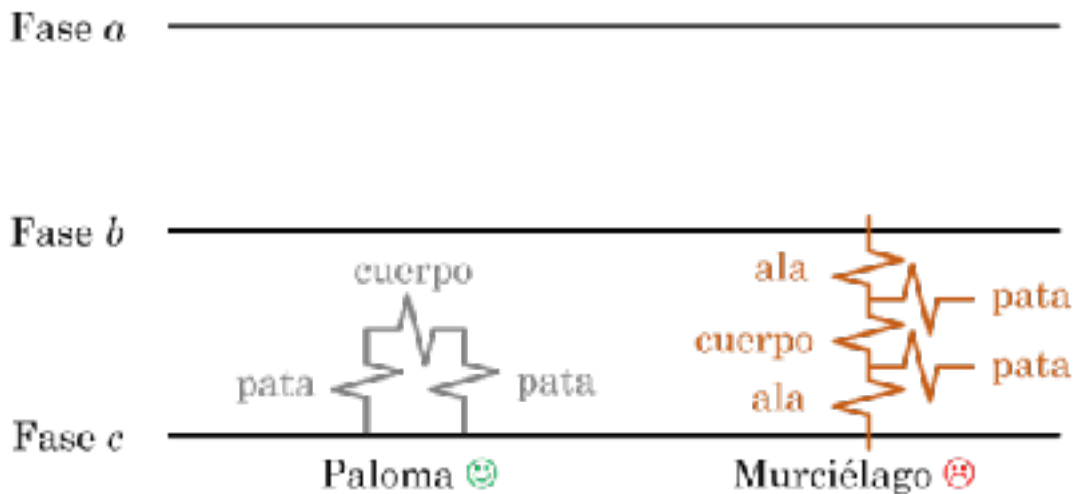 Fase a
Fase b
cuerpo
ala
pata
cuerpo
pata
pata
pata
ala
Fase c
Paloma
Murciélago